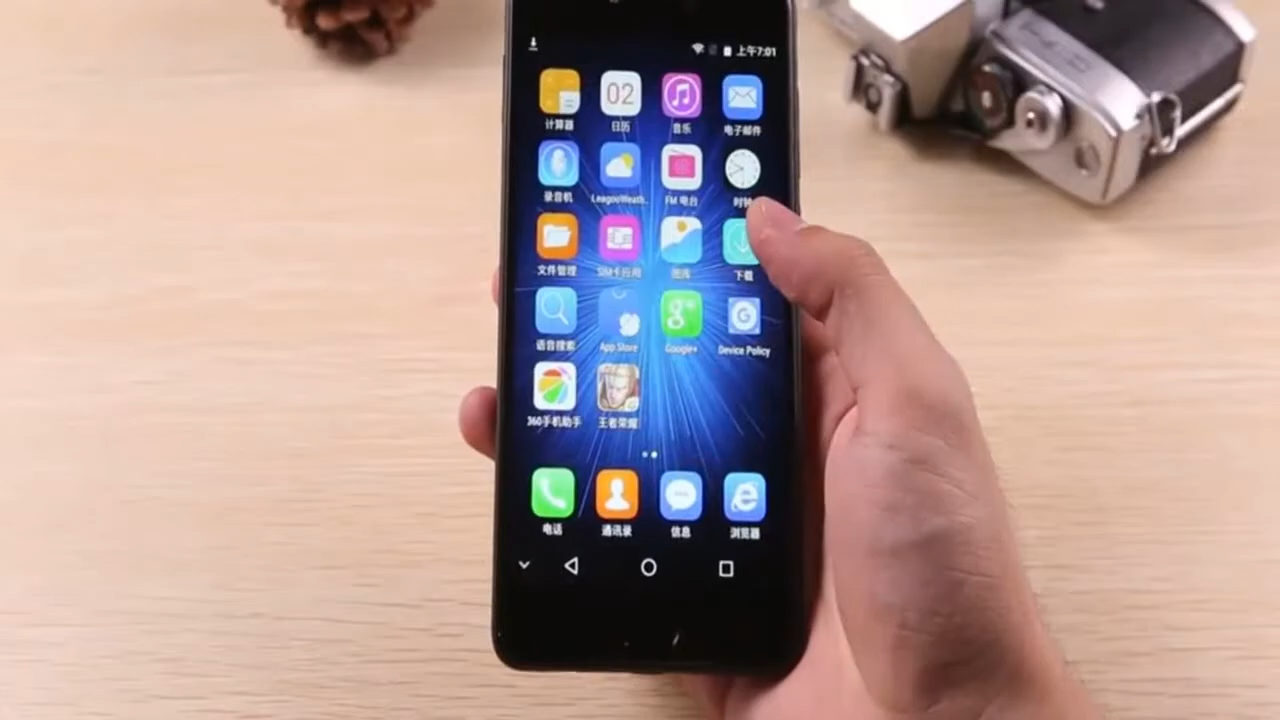 上午7:01
02
计算器 日历 音乐 电子邮件
录音机 LeagooWeath.. FM 电台 时钟
文件管理 SIM卡应用 图库 下载
g+ G
语音搜索 App Store Google+ Device Policy
360手机助手 王者荣耀
电话 通讯录 信息 浏览器